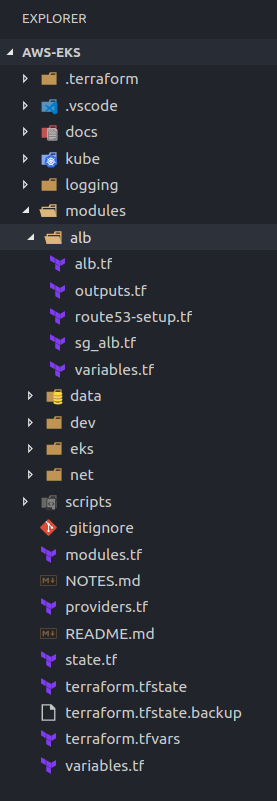 EXPLORER
AWS-EKS
.terraform
.vscode
docs
kube
logging
modules
alb
alb.tf
outputs.tf
route53-setup.tf
sg_alb.tf
variables.tf
data
dev
eks
net
scripts
.gitignore
modules.tf
NOTES.md
providers.tf
README.md
state.tf
terraform.tfstate
terraform.tfstate.backup
terraform.tfvars
variables.tf